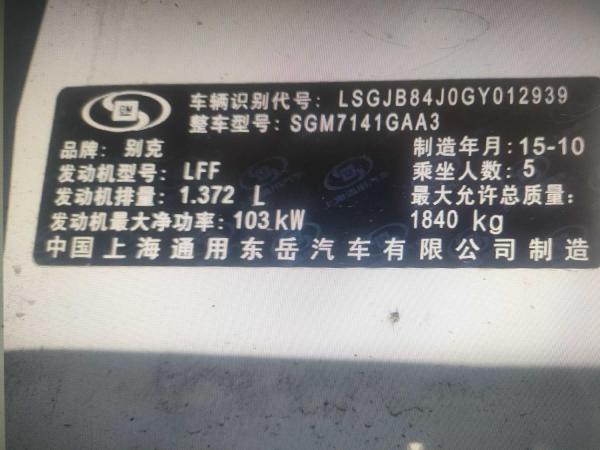 GM
车辆识别代号: LSGJB84J0GY012939
整车型号: SGM7141GAA3
品牌: 别克
制造年月: 15-10
发动机型号: LFF
乘坐人数: 5
发动机排量: 1.372 L
最大允许总质量:
发动机最大净功率: 103 kW
1840 kg
中国上海通用东岳汽车有限公司制造